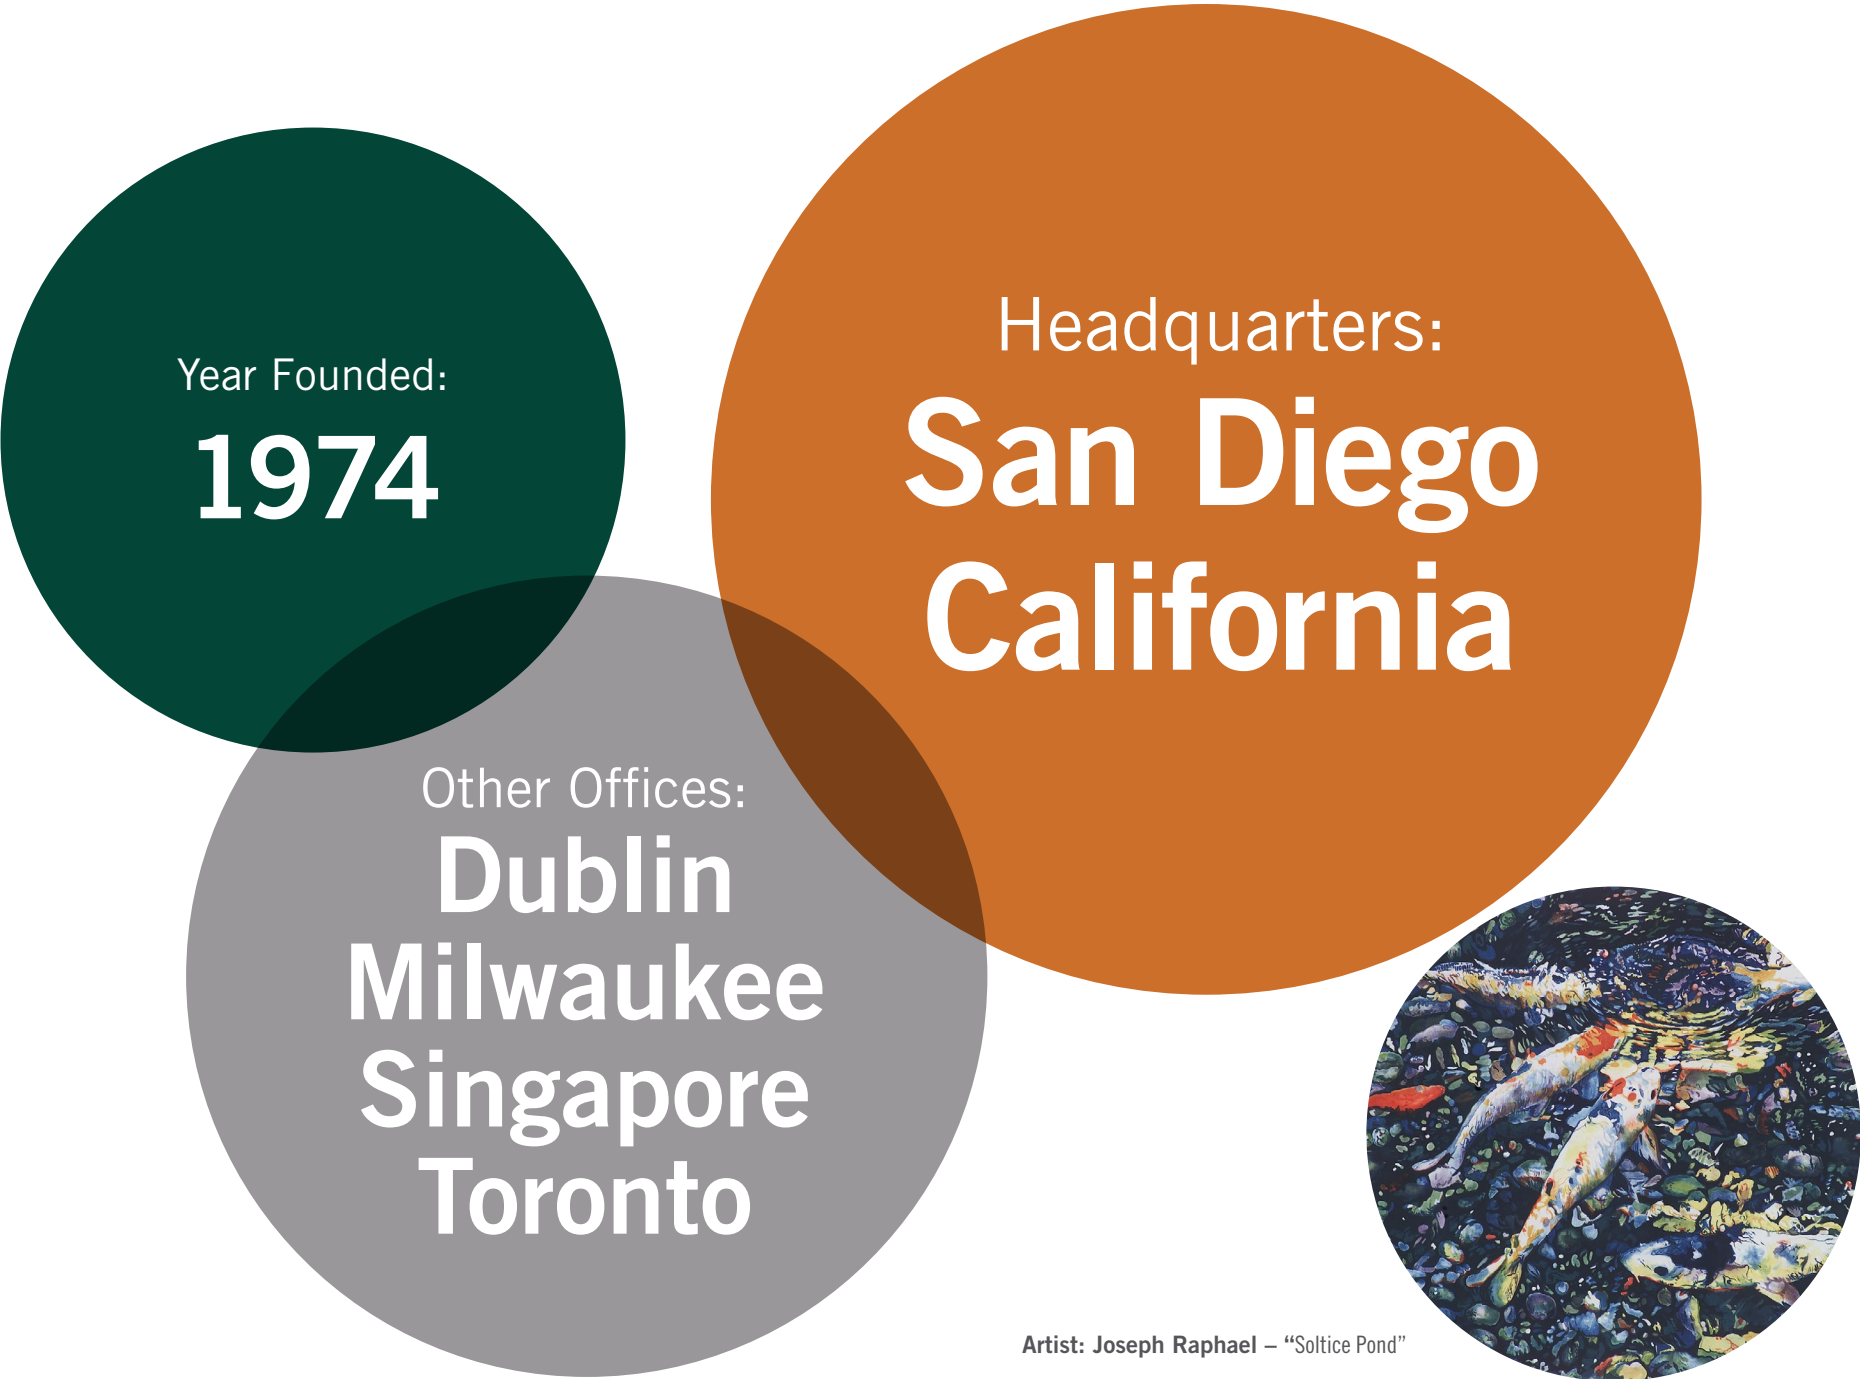 Year Founded:
1974
Headquarters:
San Diego
California
Other Offices:
Dublin
Milwaukee
Singapore
Toronto
Artist: Joseph Raphael – “Soltice Pond”